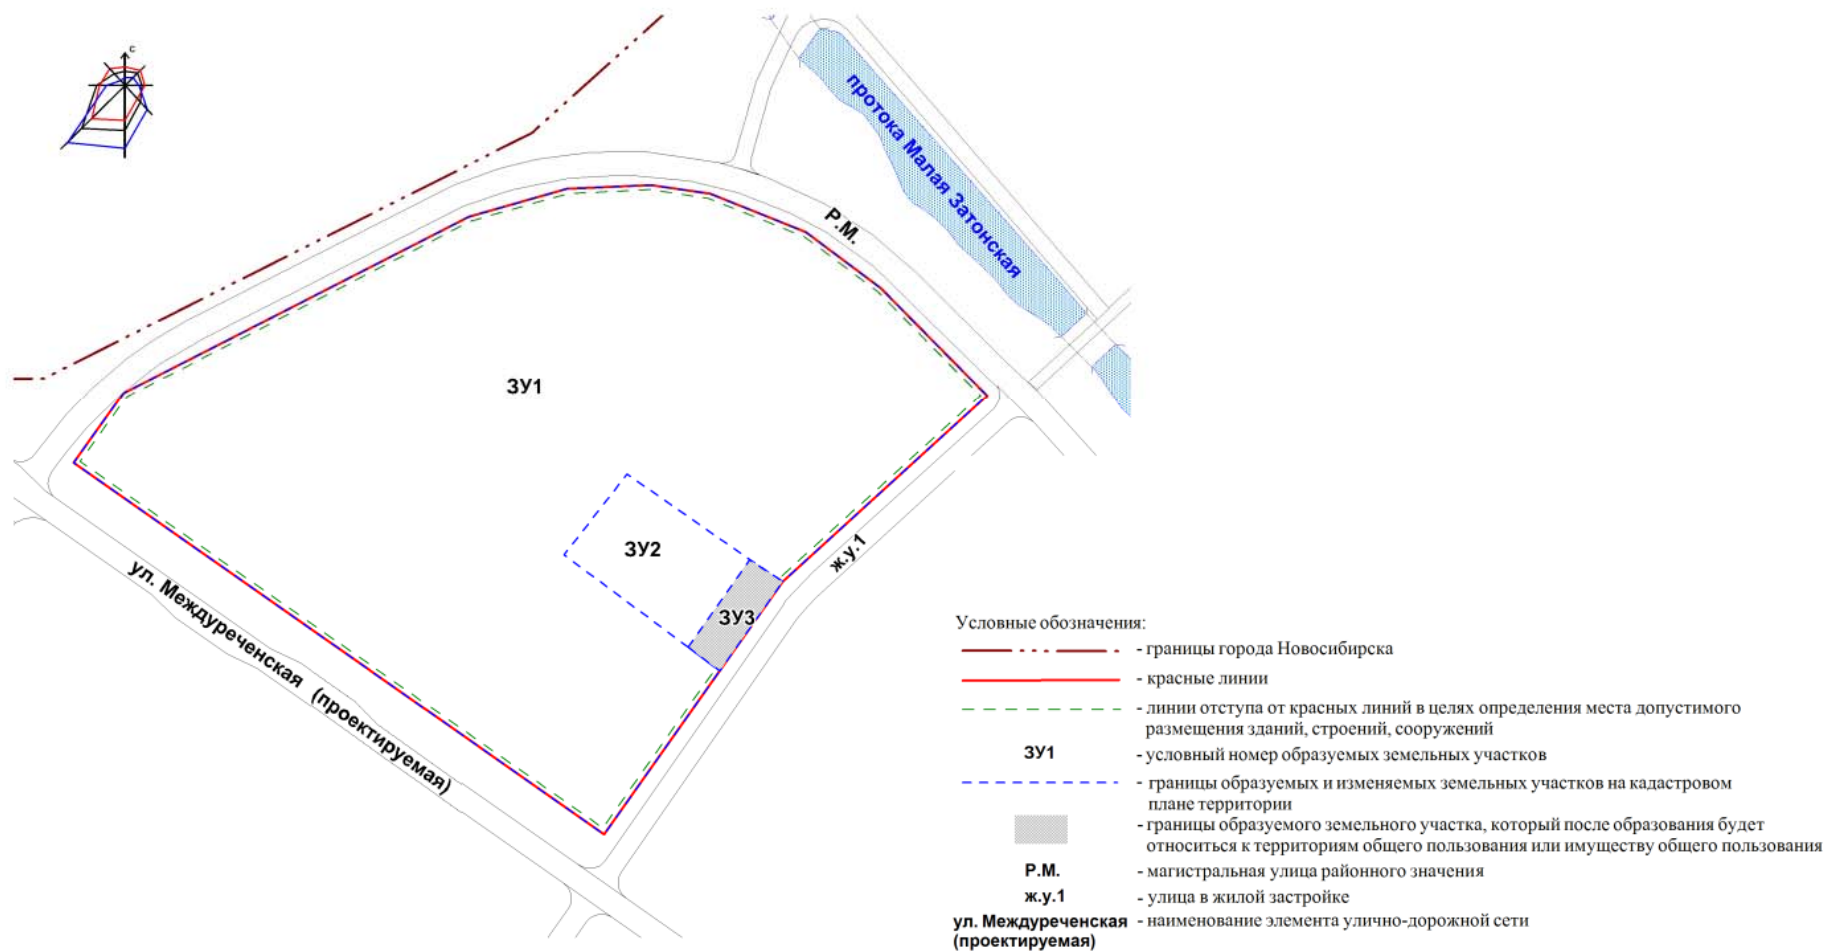 с
протока Малая Затонская
Р.М.
ЗУ1
ЗУ2
ЗУ3
ж.у.1
ул. Междуреченская (проектируемая)
Условные обозначения:
- границы города Новосибирска
- красные линии
- линии отступа от красных линий в целях определения места допустимого
размещения зданий, строений, сооружений
ЗУ1 - условный номер образуемых земельных участков
- границы образуемых и изменяемых земельных участков на кадастровом
плане территории
- границы образуемого земельного участка, который после образования будет
относиться к территориям общего пользования или имуществу общего пользования
Р.М. - магистральная улица районного значения
ж.у.1 - улица в жилой застройке
ул. Междуреченская - наименование элемента улично-дорожной сети
(проектируемая)